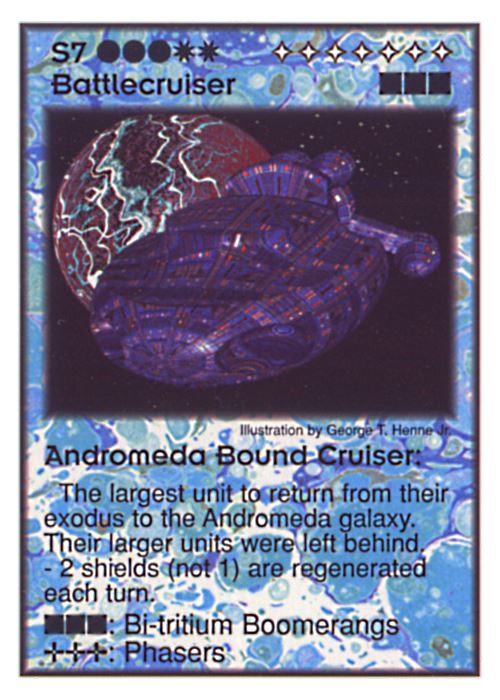 S7
Battlecruiser
Illustration by George T. Henne Jr.
Andromeda Bound Cruiser:
The largest unit to return from their
exodus to the Andromeda galaxy.
Their larger units were left behind.
- 2 shields (not 1) are regenerated
each turn.
: Bi-tritium Boomerangs
: Phasers